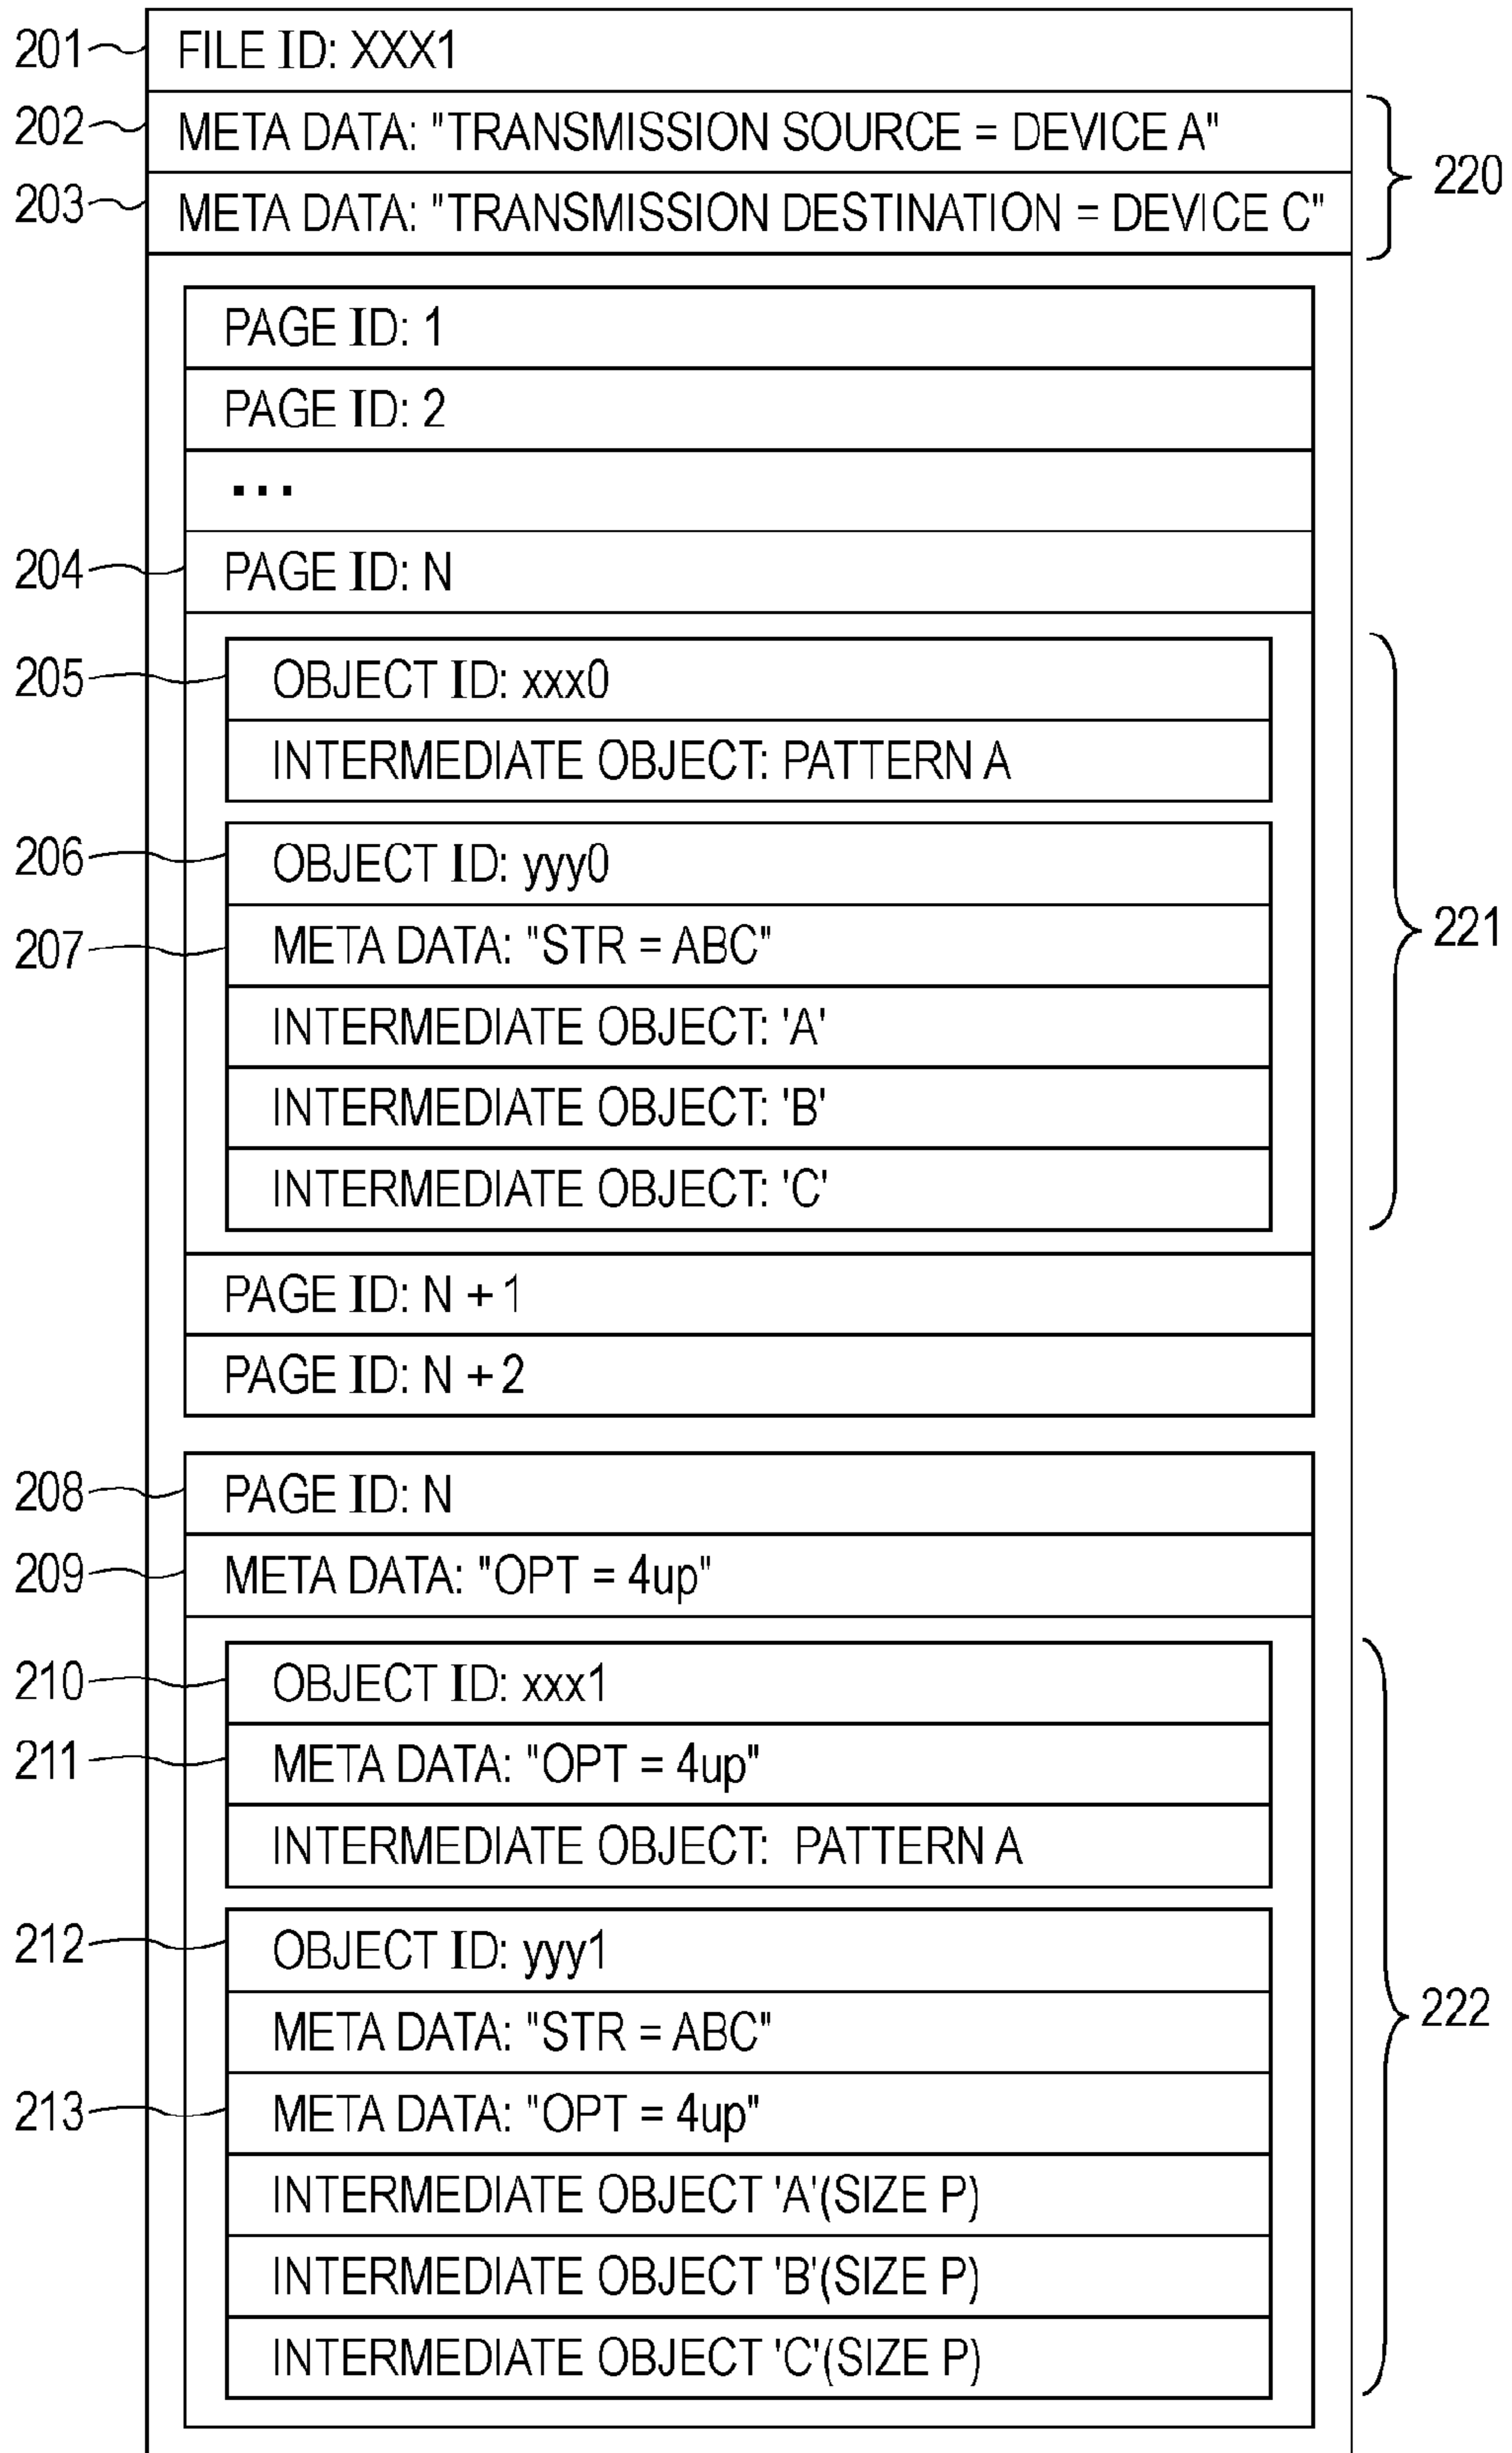 201 FILE ID: XXX1
202 META DATA: "TRANSMISSION SOURCE = DEVICE A"
220
203 META DATA: "TRANSMISSION DESTINATION = DEVICE C"
PAGE ID: 1
PAGE ID: 2
...
204 PAGE ID: N
205 OBJECT ID: xxx0
INTERMEDIATE OBJECT: PATTERN A
206 OBJECT ID: yyy0
207 META DATA: "STR = ABC"
221
INTERMEDIATE OBJECT: 'A'
INTERMEDIATE OBJECT: 'B'
INTERMEDIATE OBJECT: 'C'
PAGE ID: N + 1
PAGE ID: N + 2
208 PAGE ID: N
209 META DATA: "OPT = 4up"
210 OBJECT ID: xxx1
211 META DATA: "OPT = 4up"
INTERMEDIATE OBJECT: PATTERN A
212 OBJECT ID: yyy1
META DATA: "STR = ABC"
222
213 META DATA: "OPT = 4up"
INTERMEDIATE OBJECT 'A'(SIZE P)
INTERMEDIATE OBJECT 'B'(SIZE P)
INTERMEDIATE OBJECT 'C'(SIZE P)